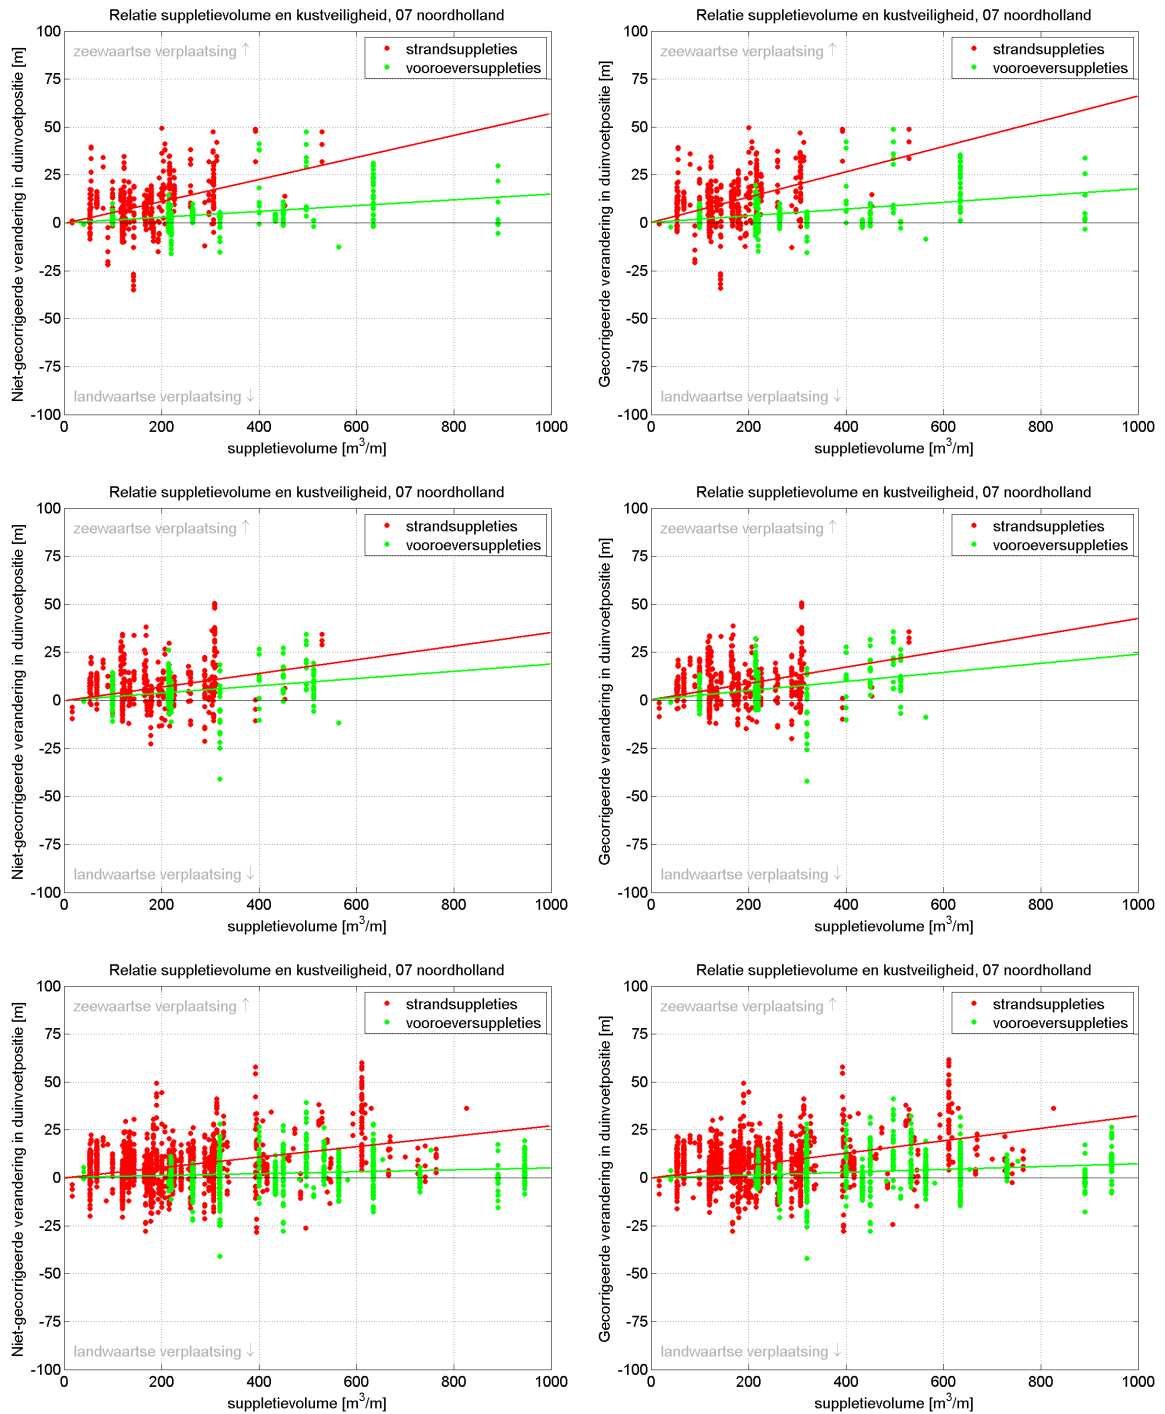 Relatie suppletievolume en kustveiligheid, 07 noordholland
Niet-gecorrigeerde verandering in duinvoetpositie [m]
100
75
50
25
0
-25
-50
-75
-100
zeewaartse verplaatsing ↑
strandsuppleties
vooroeversuppleties
landwaartse verplaatsing ↓
0 200 400 600 800 1000
suppletievolume [m³/m]
Relatie suppletievolume en kustveiligheid, 07 noordholland
Gecorrigeerde verandering in duinvoetpositie [m]
100
75
50
25
0
-25
-50
-75
-100
zeewaartse verplaatsing ↑
strandsuppleties
vooroeversuppleties
landwaartse verplaatsing ↓
0 200 400 600 800 1000
suppletievolume [m³/m]
Relatie suppletievolume en kustveiligheid, 07 noordholland
Niet-gecorrigeerde verandering in duinvoetpositie [m]
100
75
50
25
0
-25
-50
-75
-100
zeewaartse verplaatsing ↑
strandsuppleties
vooroeversuppleties
landwaartse verplaatsing ↓
0 200 400 600 800 1000
suppletievolume [m³/m]
Relatie suppletievolume en kustveiligheid, 07 noordholland
Gecorrigeerde verandering in duinvoetpositie [m]
100
75
50
25
0
-25
-50
-75
-100
zeewaartse verplaatsing ↑
strandsuppleties
vooroeversuppleties
landwaartse verplaatsing ↓
0 200 400 600 800 1000
suppletievolume [m³/m]
Relatie suppletievolume en kustveiligheid, 07 noordholland
Niet-gecorrigeerde verandering in duinvoetpositie [m]
100
75
50
25
0
-25
-50
-75
-100
zeewaartse verplaatsing ↑
strandsuppleties
vooroeversuppleties
landwaartse verplaatsing ↓
0 200 400 600 800 1000
suppletievolume [m³/m]
Relatie suppletievolume en kustveiligheid, 07 noordholland
Gecorrigeerde verandering in duinvoetpositie [m]
100
75
50
25
0
-25
-50
-75
-100
zeewaartse verplaatsing ↑
strandsuppleties
vooroeversuppleties
landwaartse verplaatsing ↓
0 200 400 600 800 1000
suppletievolume [m³/m]